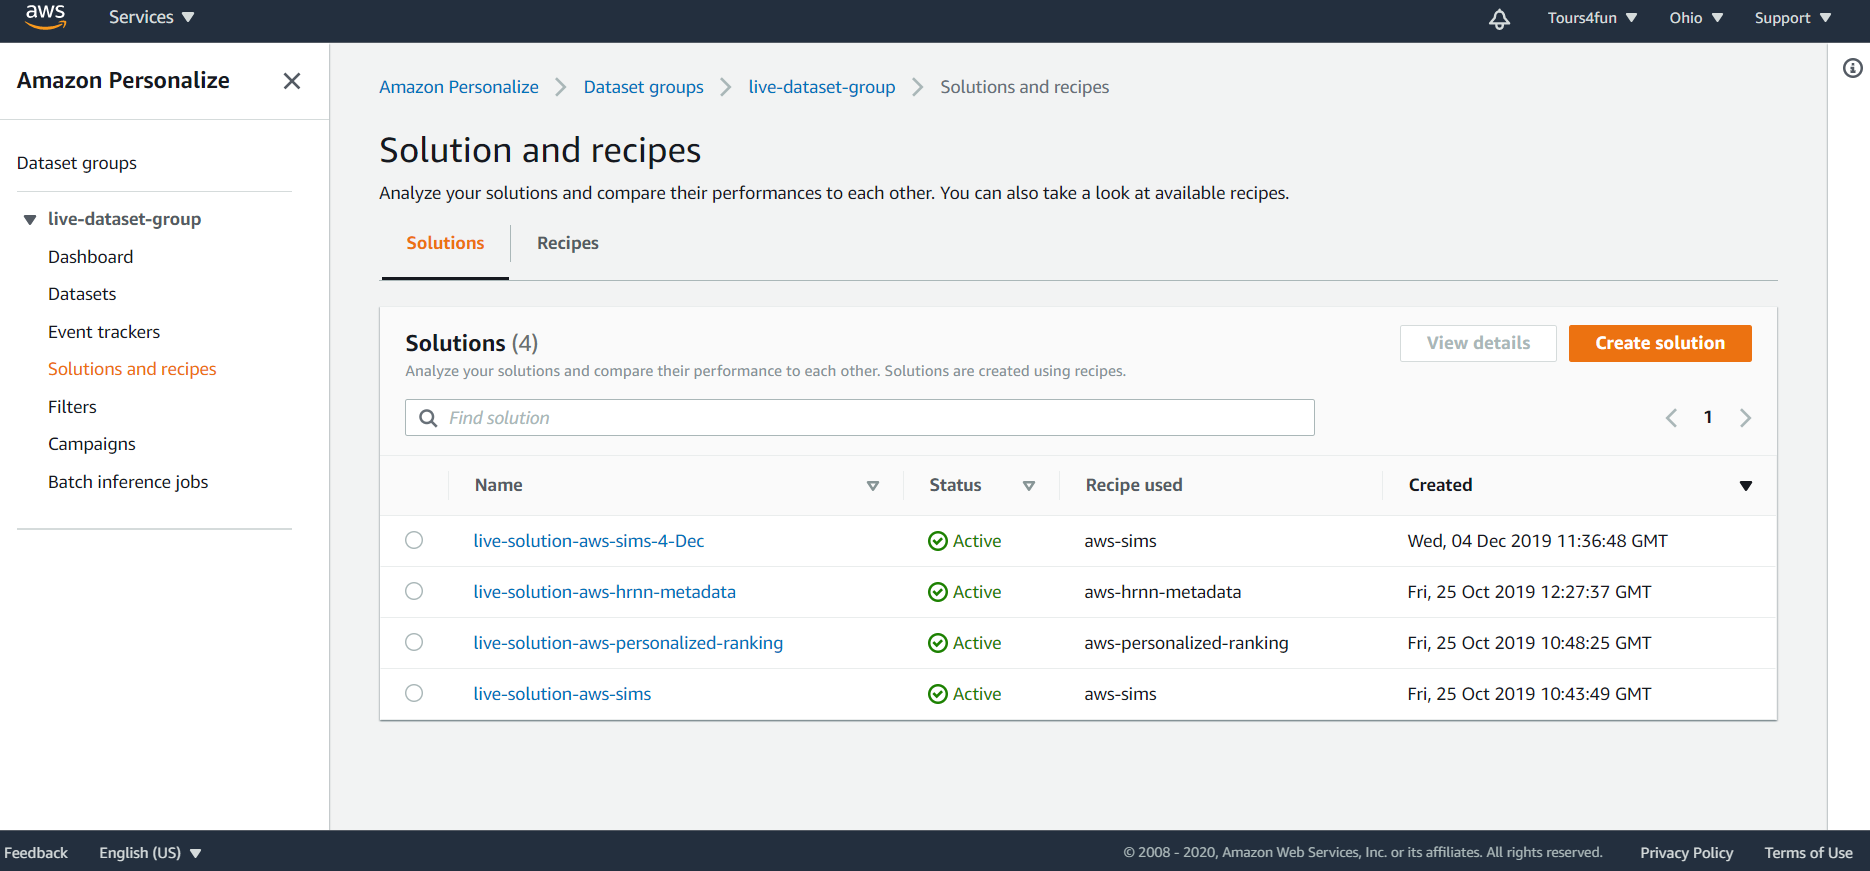 aws Services Tours4fun Ohio Support
Amazon Personalize
Dataset groups
live-dataset-group
Dashboard
Datasets
Event trackers
Solutions and recipes
Filters
Campaigns
Batch inference jobs
Amazon Personalize Dataset groups live-dataset-group Solutions and recipes
Solution and recipes
Analyze your solutions and compare their performances to each other. You can also take a look at available recipes.
Solutions Recipes
Solutions (4) View details Create solution
Analyze your solutions and compare their performance to each other. Solutions are created using recipes.
Find solution 1
Name Status Recipe used Created
live-solution-aws-sims-4-Dec Active aws-sims Wed, 04 Dec 2019 11:36:48 GMT
live-solution-aws-hrnn-metadata Active aws-hrnn-metadata Fri, 25 Oct 2019 12:27:37 GMT
live-solution-aws-personalized-ranking Active aws-personalized-ranking Fri, 25 Oct 2019 10:48:25 GMT
live-solution-aws-sims Active aws-sims Fri, 25 Oct 2019 10:43:49 GMT
Feedback English (US) © 2008 - 2020, Amazon Web Services, Inc. or its affiliates. All rights reserved. Privacy Policy Terms of Use